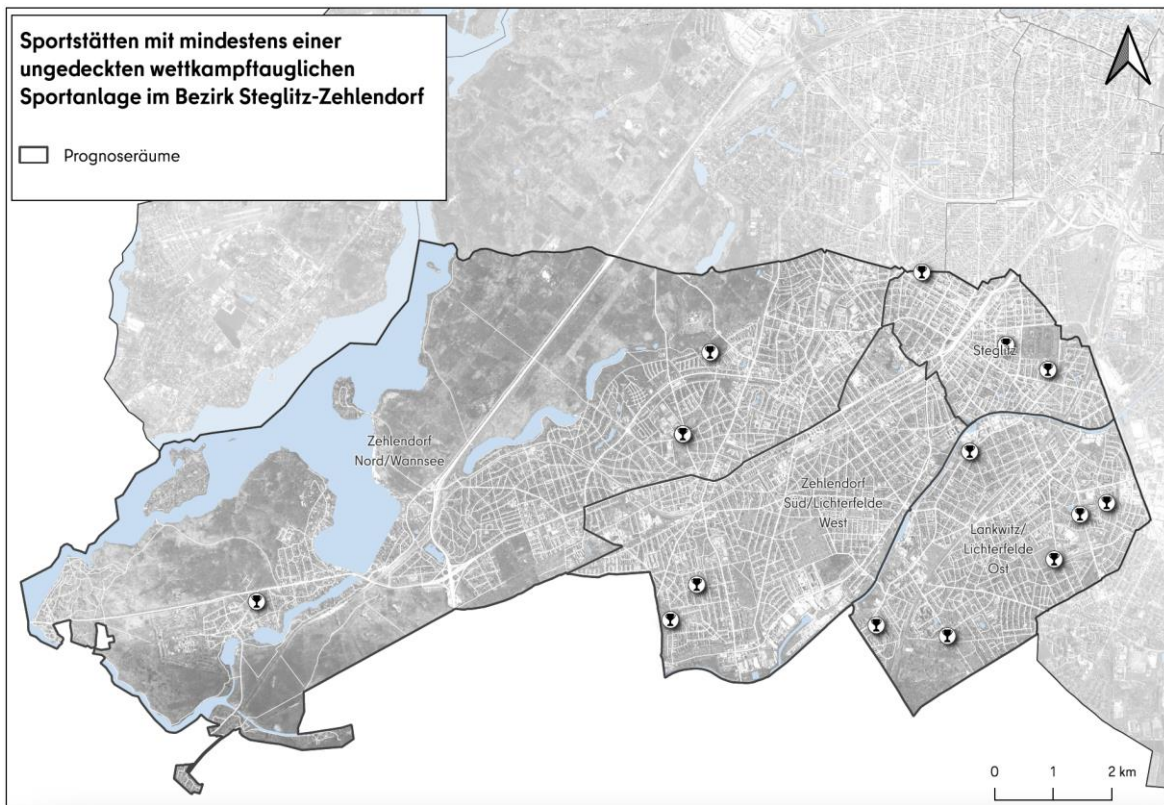 Sportstätten mit mindestens einer
ungedeckten wettkampftauglichen
Sportanlage im Bezirk Steglitz-Zehlendorf
Prognoseräume
Steglitz
Zehlendorf
Nord/Wannsee
Zehlendorf
Süd/Lichterfelde
West
Lankwitz/
Lichterfelde
Ost
0 1 2 km